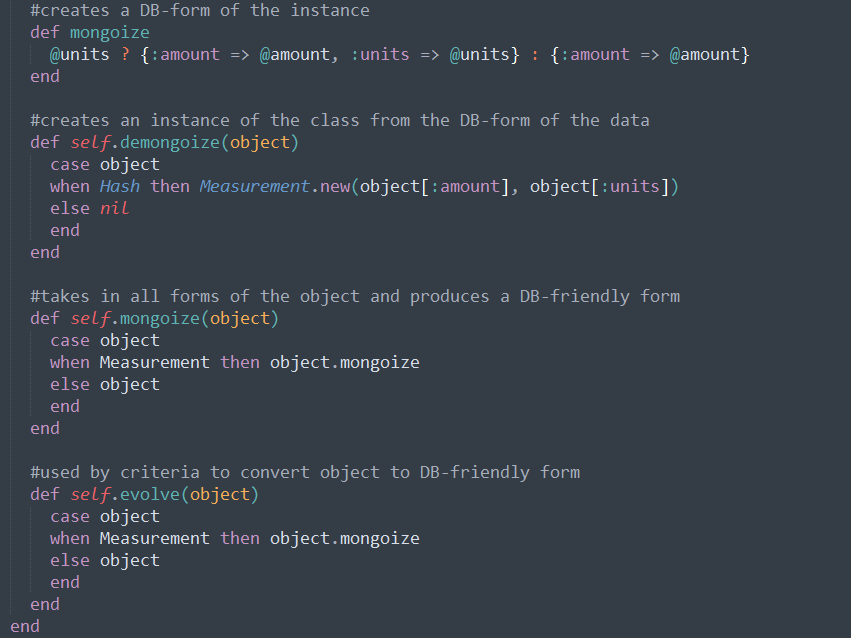 #creates a DB-form of the instance
def mongoize
@units ? {:amount => @amount, :units => @units} : {:amount => @amount}
end
#creates an instance of the class from the DB-form of the data
def self.demongoize(object)
case object
when Hash then Measurement.new(object[:amount], object[:units])
else nil
end
end
#takes in all forms of the object and produces a DB-friendly form
def self.mongoize(object)
case object
when Measurement then object.mongoize
else object
end
end
#used by criteria to convert object to DB-friendly form
def self.evolve(object)
case object
when Measurement then object.mongoize
else object
end
end
end